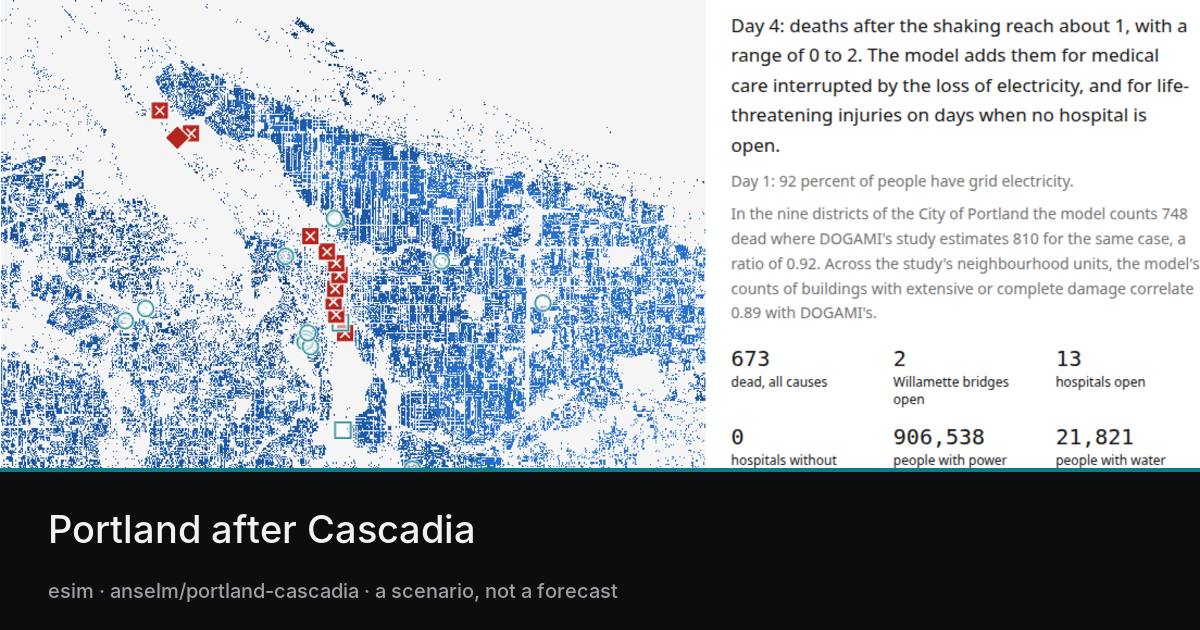 Day 4: deaths after the shaking reach about 1, with a
range of 0 to 2. The model adds them for medical
care interrupted by the loss of electricity, and for life-
threatening injuries on days when no hospital is
open.
Day 1: 92 percent of people have grid electricity.
In the nine districts of the City of Portland the model counts 748
dead where DOGAMI's study estimates 810 for the same case, a
ratio of 0.92. Across the study's neighbourhood units, the model's
counts of buildings with extensive or complete damage correlate
0.89 with DOGAMI's.
673
dead, all causes
2
Willamette bridges
open
13
hospitals open
0
hospitals without
906,538
people with power
21,821
people with water
Portland after Cascadia
esim · anselm/portland-cascadia · a scenario, not a forecast